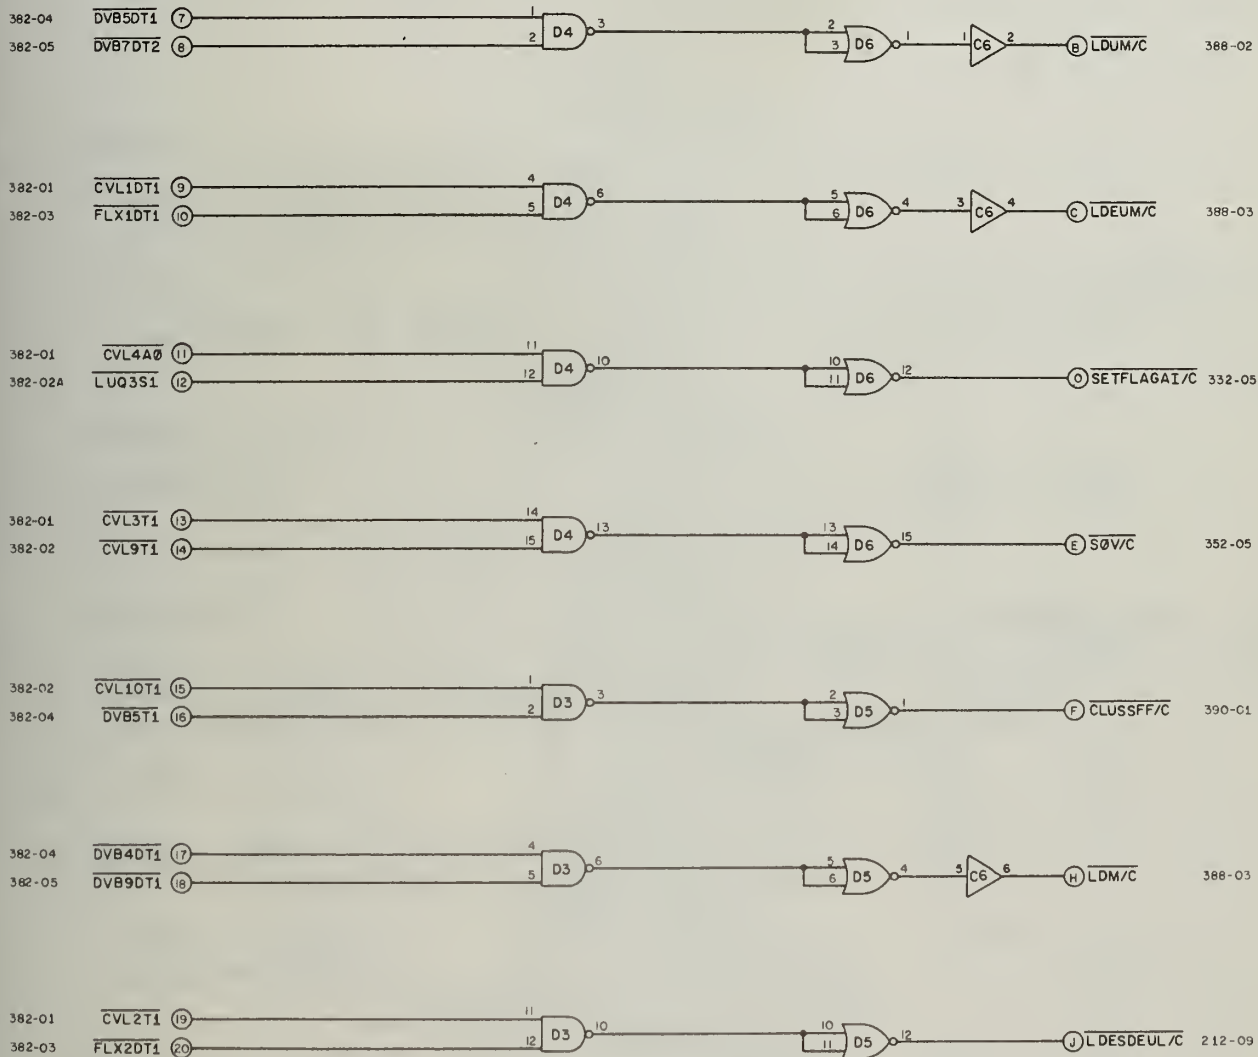 382-04 DVB5DT1 7 1 D4 3 2 3 D6 1 1 C6 2 B LDUM/C 388-02
382-05 DVB7DT2 8 2
382-01 CVL1DT1 9 4 D4 6 5 6 D6 4 3 C6 4 C LDEUM/C 388-03
382-03 FLX1DT1 10 5
382-01 CVL4AØ 11 11 D4 10 10 11 D6 12 O SETFLAGAI/C 332-05
382-02A LUQ3S1 12 12
382-01 CVL3T1 13 14 D4 13 13 14 D6 15 E SØV/C 352-05
382-02 CVL9T1 14 15
382-02 CVL1OT1 15 1 D3 3 2 3 D5 1 F CLUSSFF/C 390-01
382-04 DVB5T1 16 2
382-04 DVB4DT1 17 4 D3 6 5 6 D5 4 5 C6 6 H LDM/C 388-03
382-05 DVB9DT1 18 5
382-01 CVL2T1 19 11 D3 10 10 11 D5 12 J LDESDEUL/C 212-09
382-03 FLX2DT1 20 12